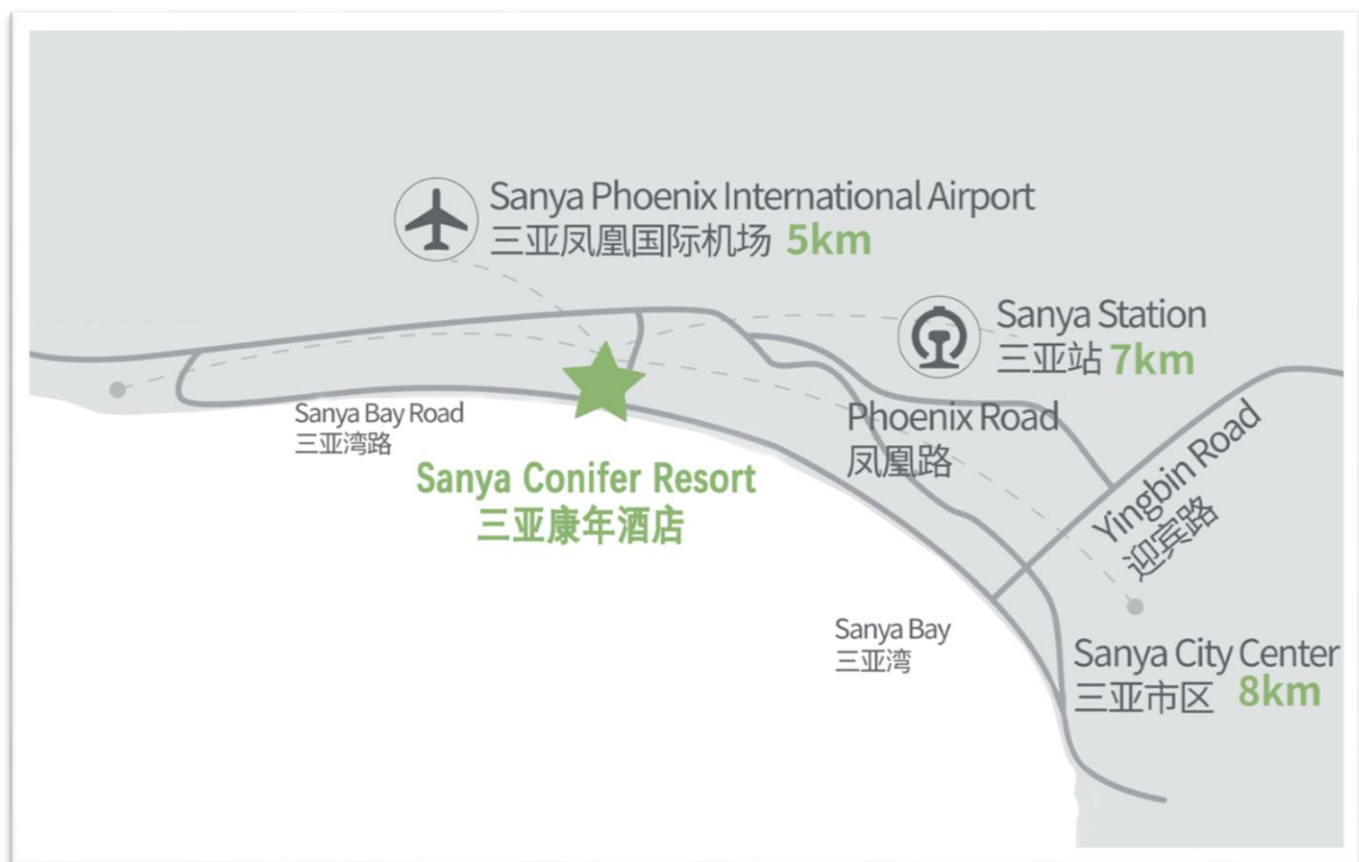 Sanya Phoenix International Airport
三亚凤凰国际机场 5km
Sanya Station
三亚站 7km
Sanya Bay Road
三亚湾路
Phoenix Road
凤凰路
Sanya Conifer Resort
三亚康年酒店
Yingbin Road
迎宾路
Sanya Bay
三亚湾
Sanya City Center
三亚市区 8km